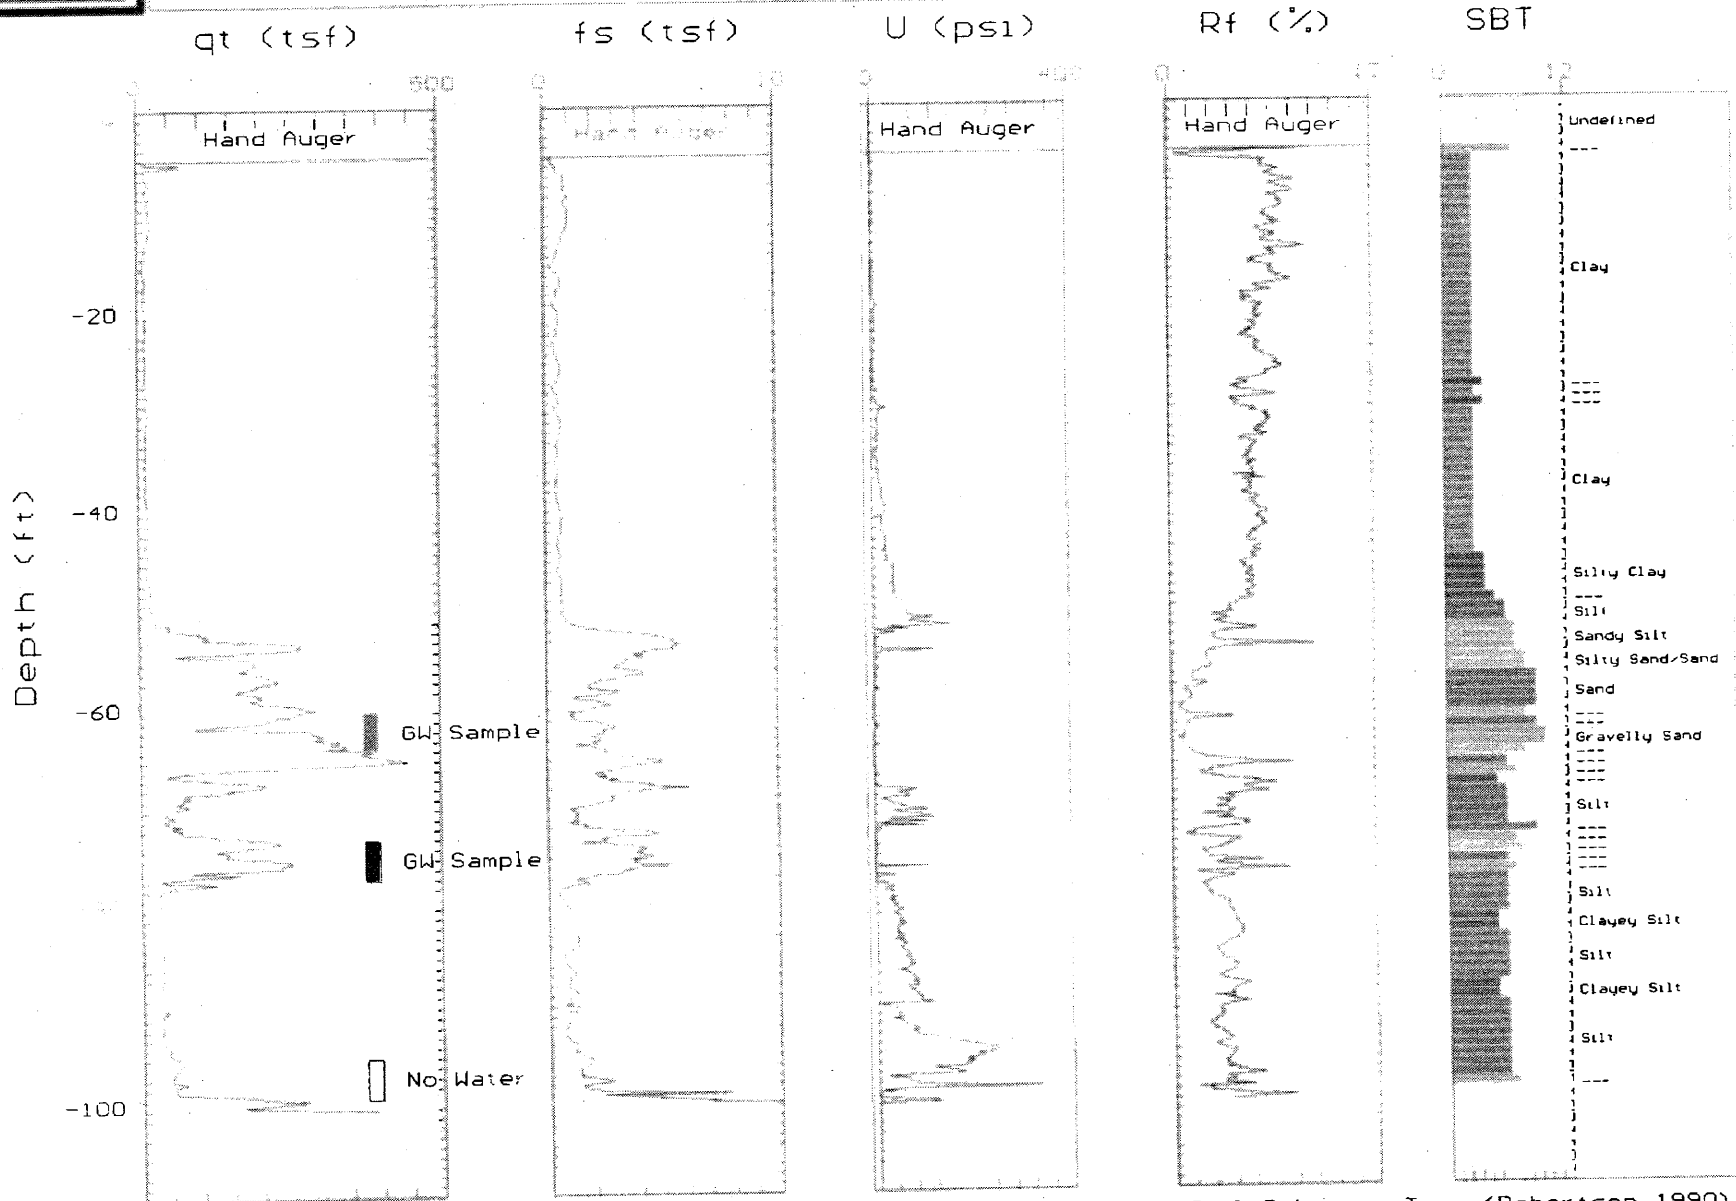 qt (tsf)
fs (tsf)
U (psi)
Rf (%)
SBT
0
0
0
0
12
Hand Auger
Hand Auger
Hand Auger
Hand Auger
Undefined
---
Clay
-20
---
---
---
Clay
-40
Depth (ft)
Silty Clay
---
Silt
Sandy Silt
Silty Sand/Sand
Sand
-60
GW Sample
---
---
Gravelly Sand
---
---
---
---
Silt
GW Sample
---
---
---
---
---
Silt
Clayey Silt
Silt
Clayey Silt
Silt
No Water
---
-100
(Robertson 1990)